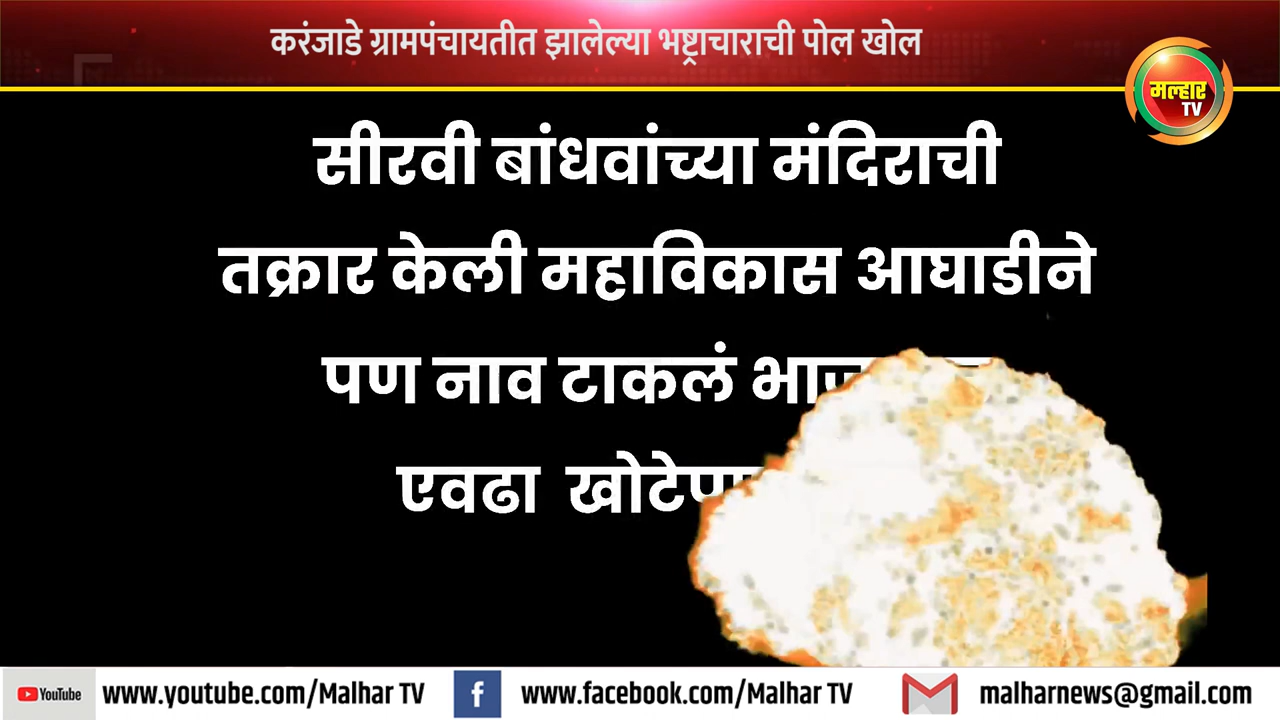 करंजाडे ग्रामपंचायतीत झालेल्या भष्ट्राचाराची पोल खोल
मल्हार
TV
सीरवी बांधवांच्या मंदिराची
तक्रार केली महाविकास आघाडीने
पण नाव टाकलं
एवढा
YouTube
www.youtube.com/Malhar TV
f
www.facebook.com/Malhar TV
malharnews@gmail.com